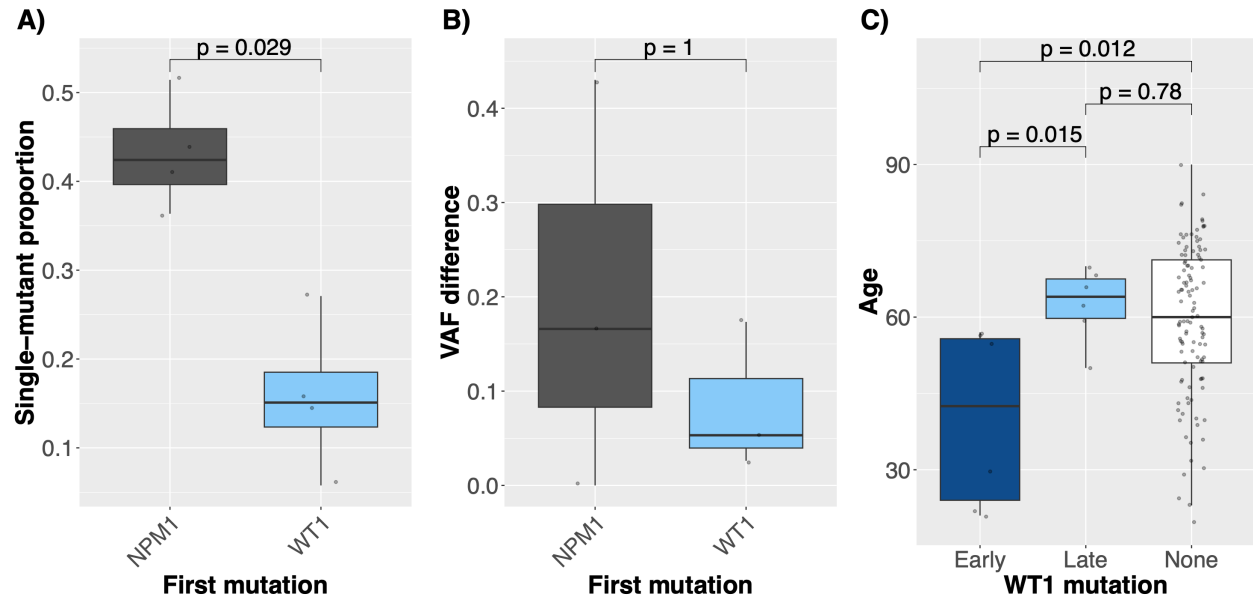 A)
p = 0.029
Single−mutant proportion
0.5
0.4
0.3
0.2
0.1
NPM1
WT1
First mutation
B)
p = 1
VAF difference
0.4
0.3
0.2
0.1
0.0
NPM1
WT1
First mutation
C)
p = 0.012
p = 0.78
p = 0.015
Age
90
60
30
Early
Late
None
WT1 mutation